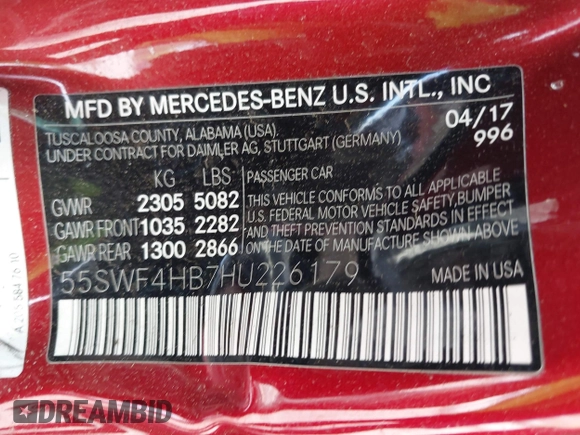 MFD BY MERCEDES-BENZ U.S. INTL., INC
TUSCALOOSA COUNTY, ALABAMA (USA). 04/17
UNDER CONTRACT FOR DAIMLER AG, STUTTGART (GERMANY) 996
KG LBS PASSENGER CAR
GVWR 2305 5082
GAWR FRONT 1035 2282
GAWR REAR 1300 2866
THIS VEHICLE CONFORMS TO ALL APPLICABLE
U.S. FEDERAL MOTOR VEHICLE SAFETY, BUMPER
AND THEFT PREVENTION STANDARDS IN EFFECT
ON THE DATE OF MANUFACTURE SHOWN ABOVE
55SWF4HB7HU226179 MADE IN USA
DREAMBID